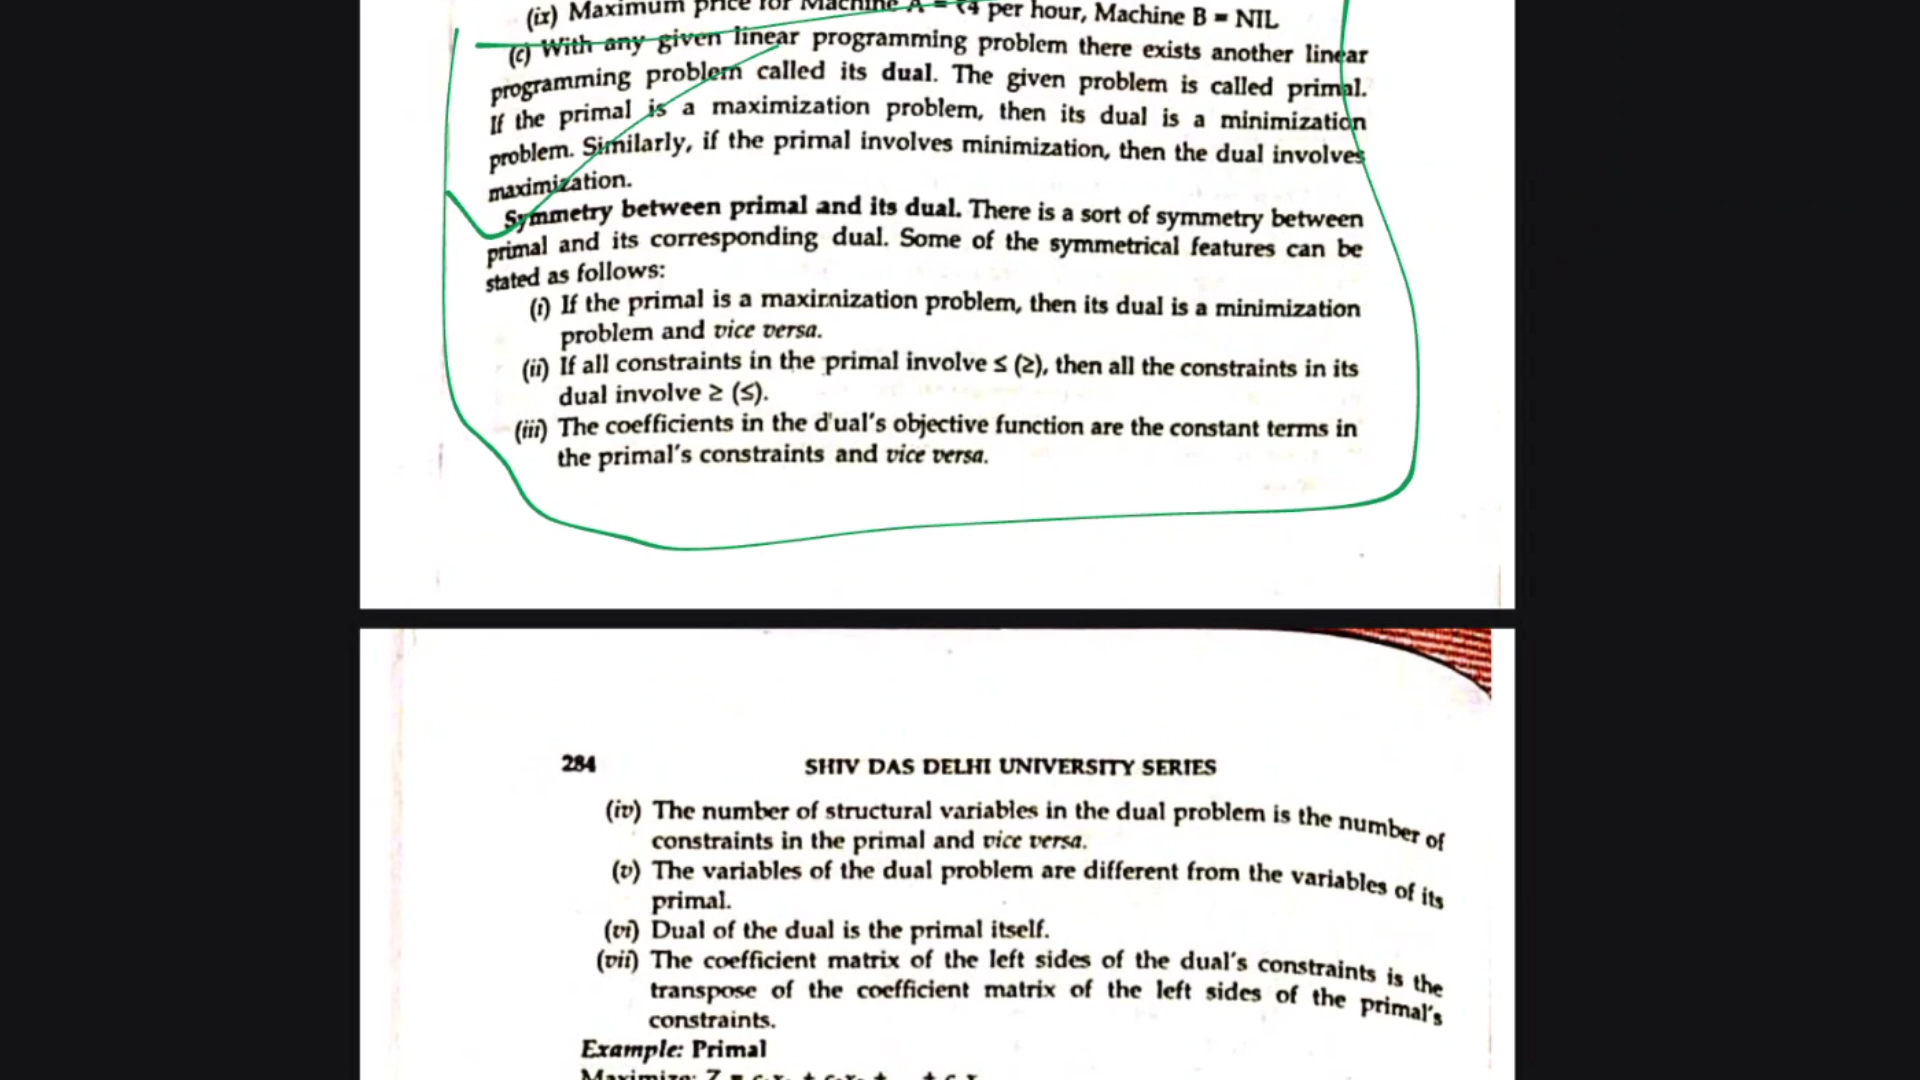 (ix) Maximum price for Machine A = ₹4 per hour, Machine B = NIL
(c) With any given linear programming problem there exists another linear
programming problem called its dual. The given problem is called primal.
If the primal is a maximization problem, then its dual is a minimization
problem. Similarly, if the primal involves minimization, then the dual involves
maximization.
Symmetry between primal and its dual. There is a sort of symmetry between
primal and its corresponding dual. Some of the symmetrical features can be
stated as follows:
(i) If the primal is a maximization problem, then its dual is a minimization
problem and vice versa.
(ii) If all constraints in the primal involve ≤ (≥), then all the constraints in its
dual involve ≥ (≤).
(iii) The coefficients in the dual's objective function are the constant terms in
the primal's constraints and vice versa.
284 SHIV DAS DELHI UNIVERSITY SERIES
(iv) The number of structural variables in the dual problem is the number of
constraints in the primal and vice versa.
(v) The variables of the dual problem are different from the variables of its
primal.
(vi) Dual of the dual is the primal itself.
(vii) The coefficient matrix of the left sides of the dual's constraints is the
transpose of the coefficient matrix of the left sides of the primal's
constraints.
Example: Primal
Maximize: Z =